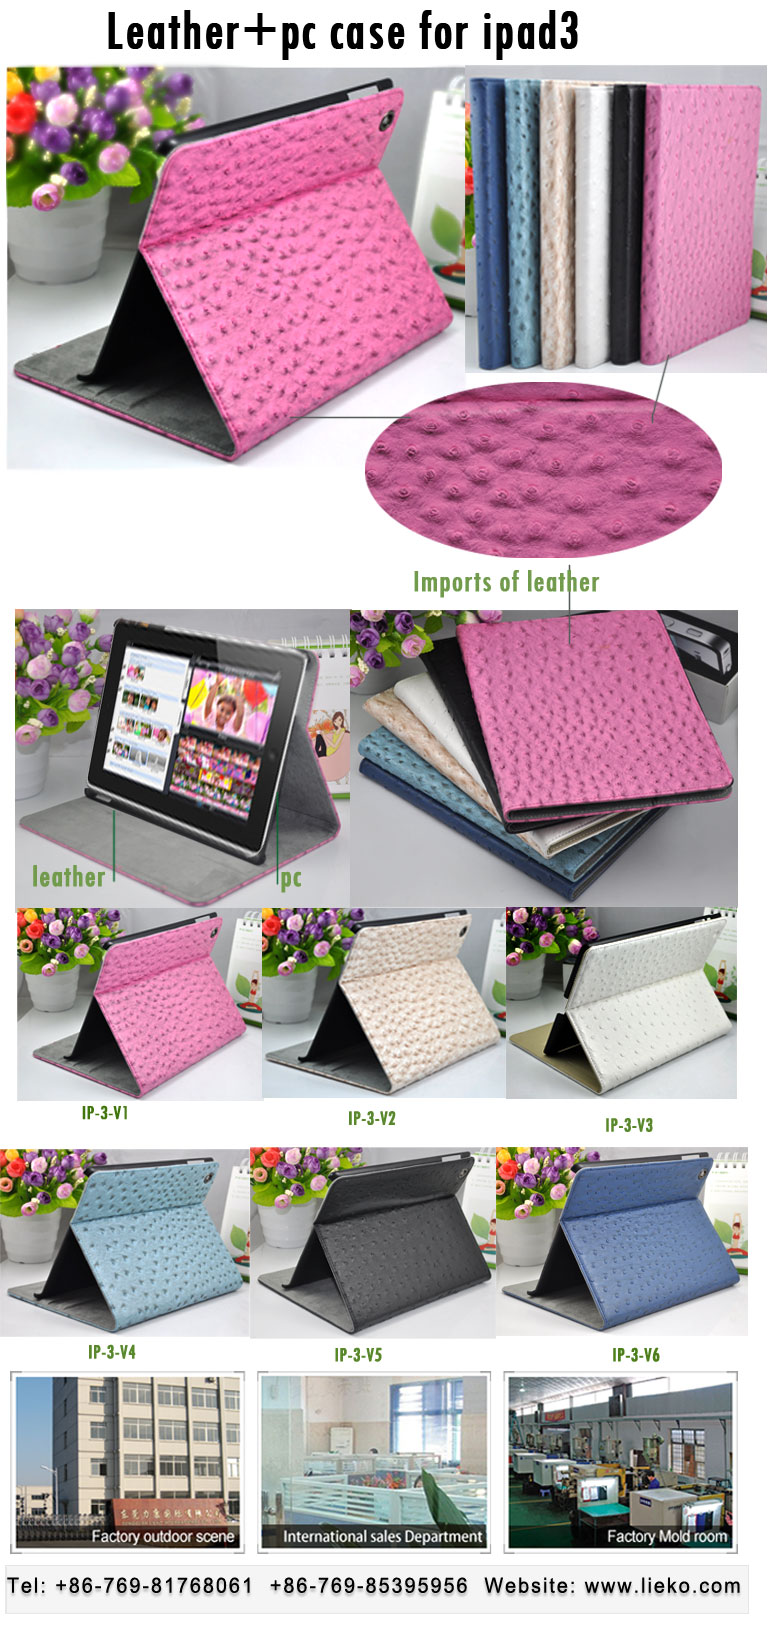 Leather+pc case for ipad3
Imports of leather
leather
pc
IP-3-V1
IP-3-V2
IP-3-V3
IP-3-V4
IP-3-V5
IP-3-V6
Factory outdoor scene
International sales Department
Factory Mold room
Tel: +86-769-81768061 +86-769-85395956 Website: www.lieko.com